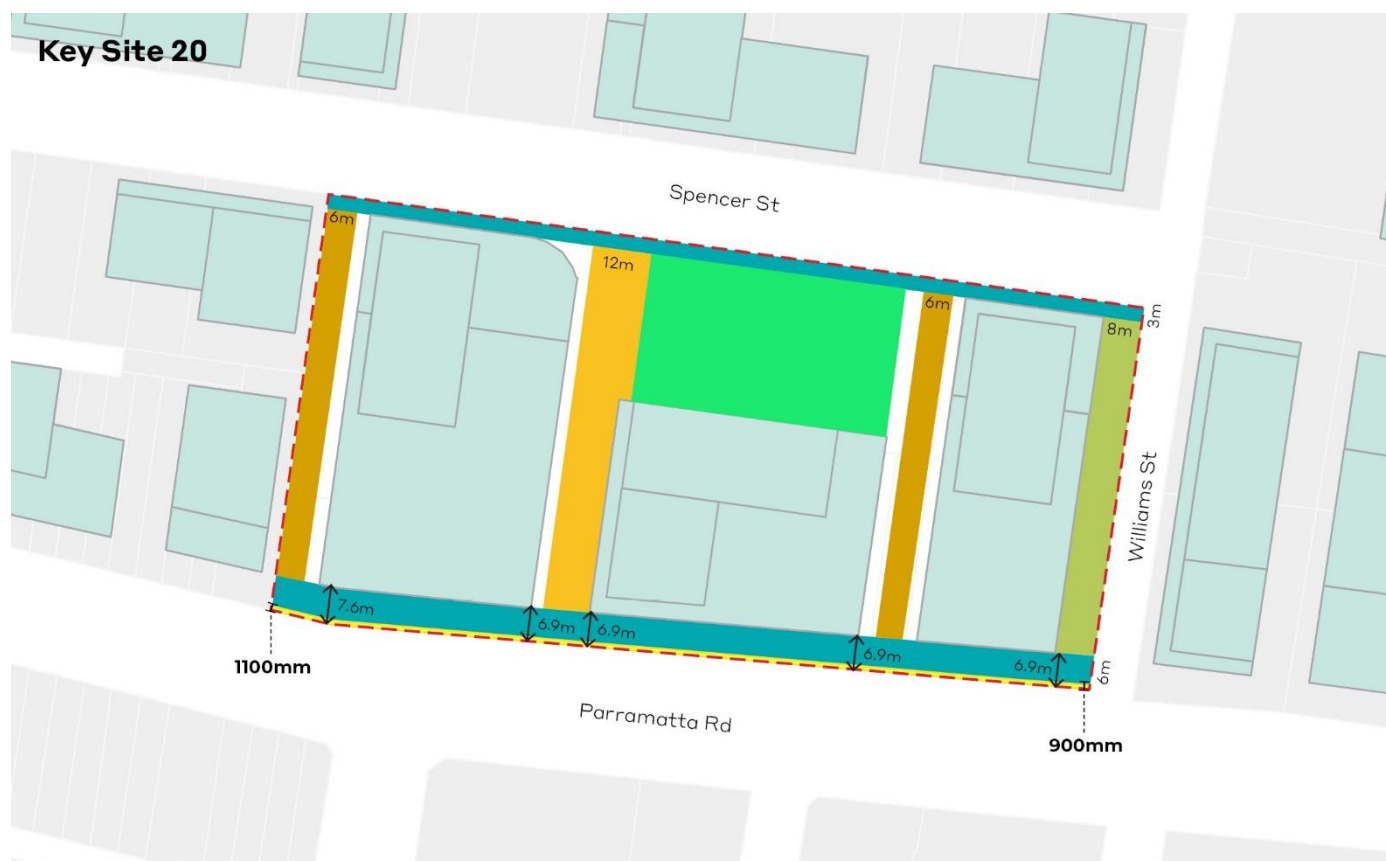 Key Site 20
Spencer St
6m
12m
6m
8m
3m
Williams St
7.6m
6.9m
6.9m
6.9m
6.9m
6m
1100mm
Parramatta Rd
900mm